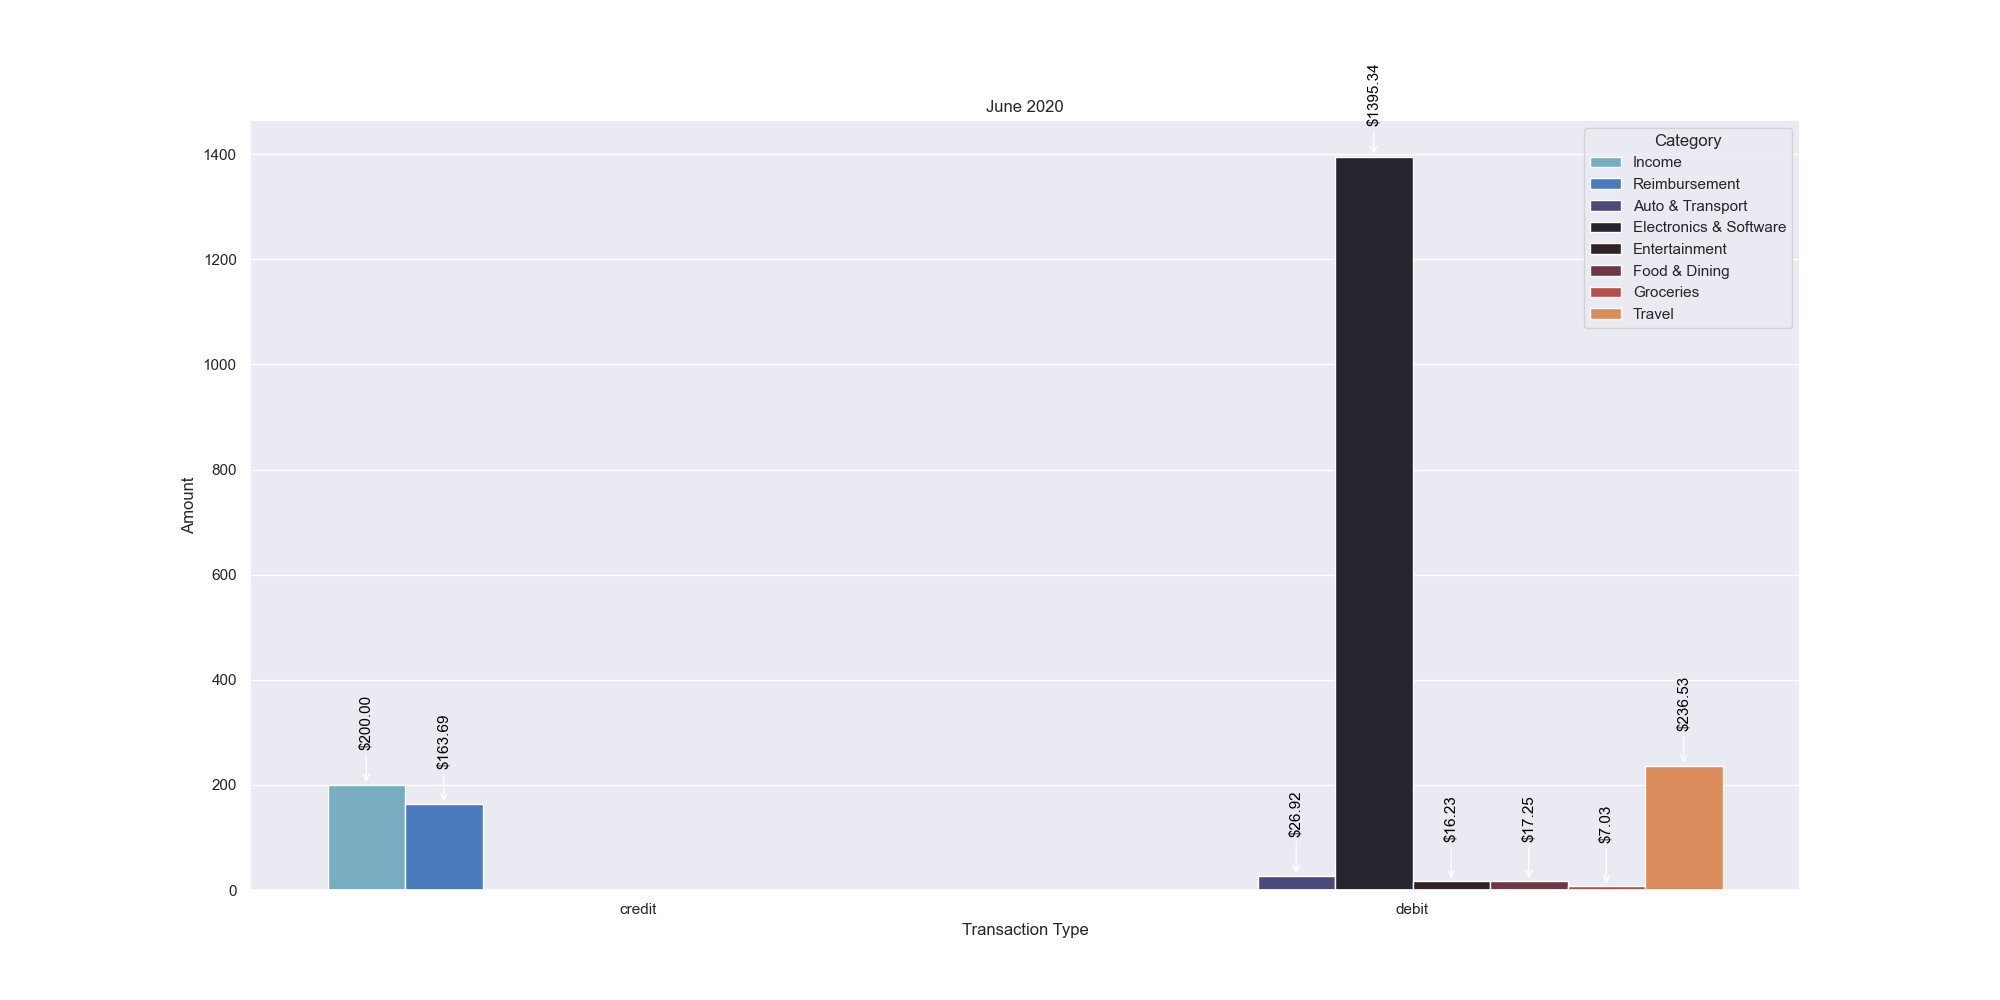 June 2020
$1395.34
Category
Income
Reimbursement
Auto & Transport
Electronics & Software
Entertainment
Food & Dining
Groceries
Travel
1400
1200
1000
800
600
400
200
0
Amount
$200.00
$163.69
$26.92
$16.23
$17.25
$7.03
$236.53
credit
debit
Transaction Type